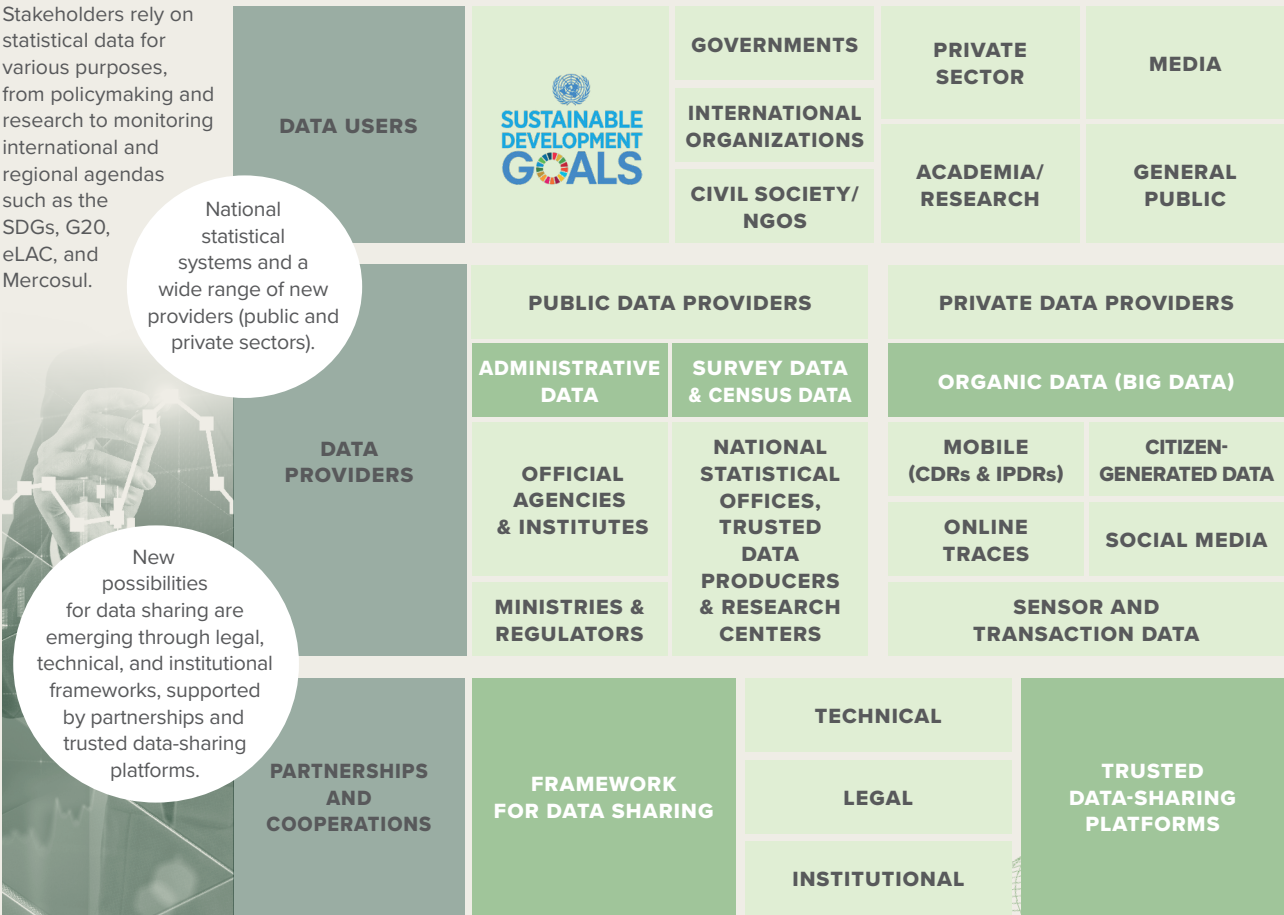 Stakeholders rely on
statistical data for
various purposes,
from policymaking and
research to monitoring
international and
regional agendas
such as the
SDGs, G20,
eLAC, and
Mercosul.
DATA USERS
SUSTAINABLE
DEVELOPMENT
GOALS
GOVERNMENTS
INTERNATIONAL
ORGANIZATIONS
CIVIL SOCIETY/
NGOS
PRIVATE
SECTOR
MEDIA
ACADEMIA/
RESEARCH
GENERAL
PUBLIC
National
statistical
systems and a
wide range of new
providers (public and
private sectors).
DATA
PROVIDERS
PUBLIC DATA PROVIDERS
ADMINISTRATIVE
DATA
SURVEY DATA
& CENSUS DATA
OFFICIAL
AGENCIES
& INSTITUTES
MINISTRIES &
REGULATORS
NATIONAL
STATISTICAL
OFFICES,
TRUSTED
DATA
PRODUCERS
& RESEARCH
CENTERS
PRIVATE DATA PROVIDERS
ORGANIC DATA (BIG DATA)
MOBILE
(CDRs & IPDRs)
CITIZEN-
GENERATED DATA
ONLINE
TRACES
SOCIAL MEDIA
SENSOR AND
TRANSACTION DATA
New
possibilities
for data sharing are
emerging through legal,
technical, and institutional
frameworks, supported
by partnerships and
trusted data-sharing
platforms.
PARTNERSHIPS
AND
COOPERATIONS
FRAMEWORK
FOR DATA SHARING
TECHNICAL
LEGAL
INSTITUTIONAL
TRUSTED
DATA-SHARING
PLATFORMS